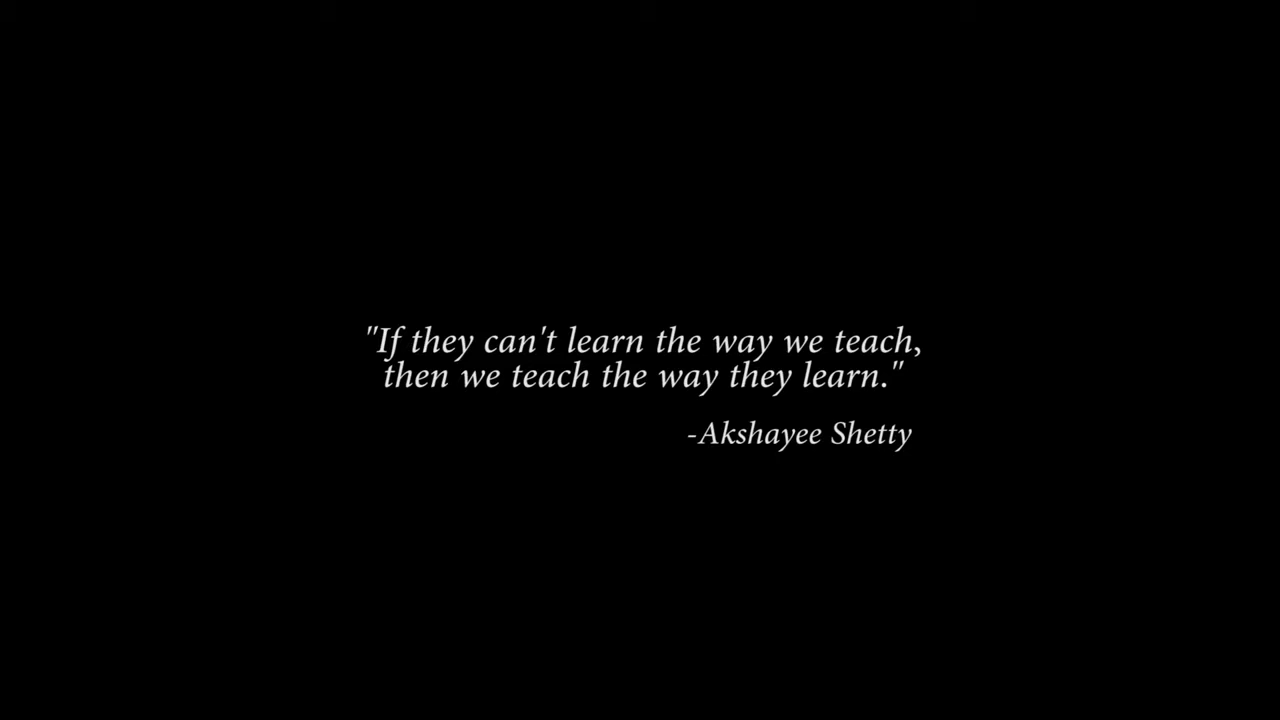 "If they can't learn the way we teach,
then we teach the way they learn."
-Akshayee Shetty